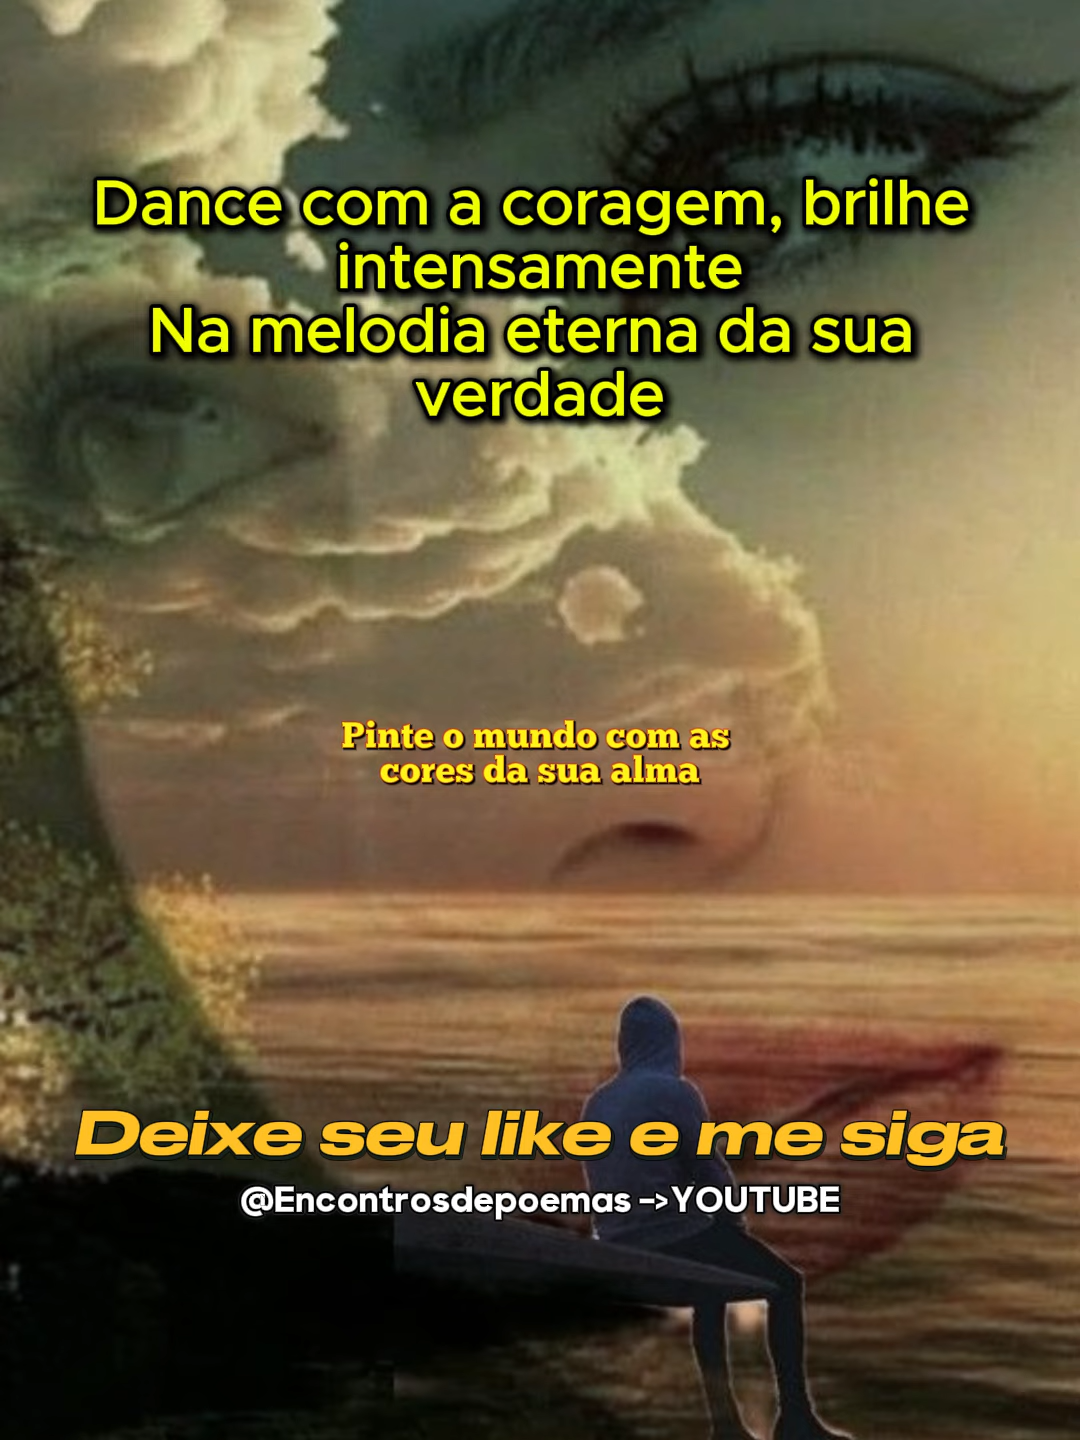 Dance com a coragem, brilhe
intensamente
Na melodia eterna da sua
verdade
Pinte o mundo com as
cores da sua alma
Deixe seu like e me siga
@Encontrosdepoemas ->YOUTUBE